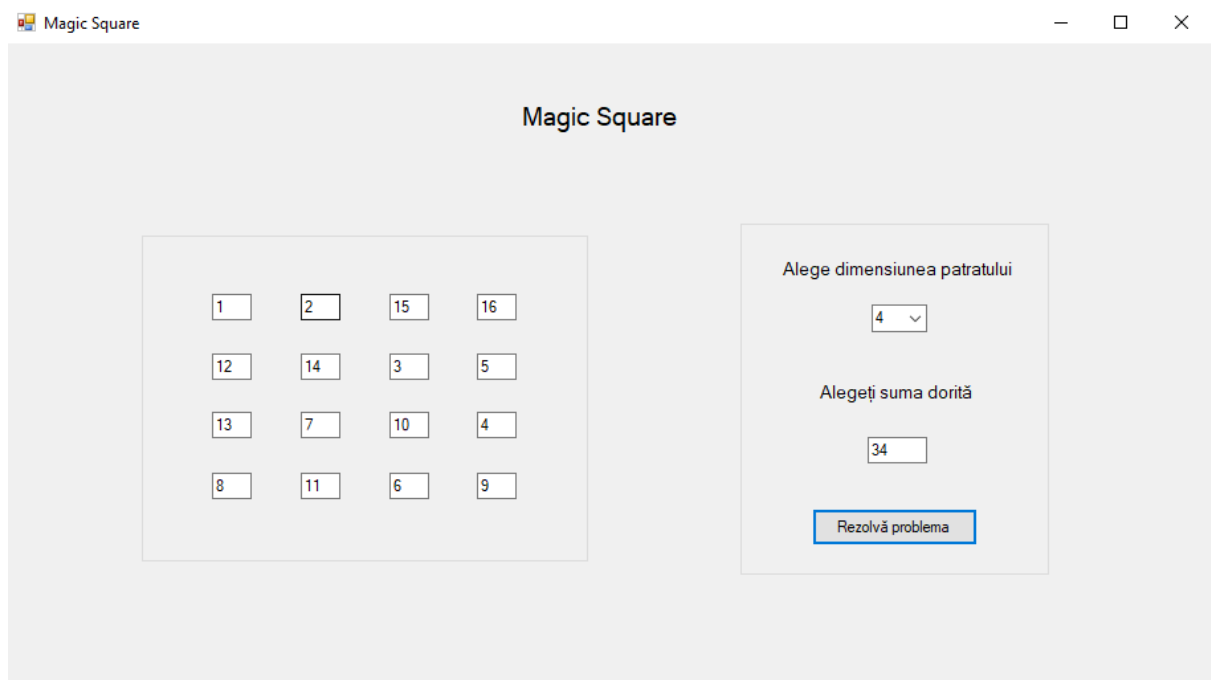 Magic Square
Magic Square
Alege dimensiunea patratului
1 2 15 16
4
12 14 3 5
Alegeți suma dorită
13 7 10 4
34
8 11 6 9
Rezolvă problema